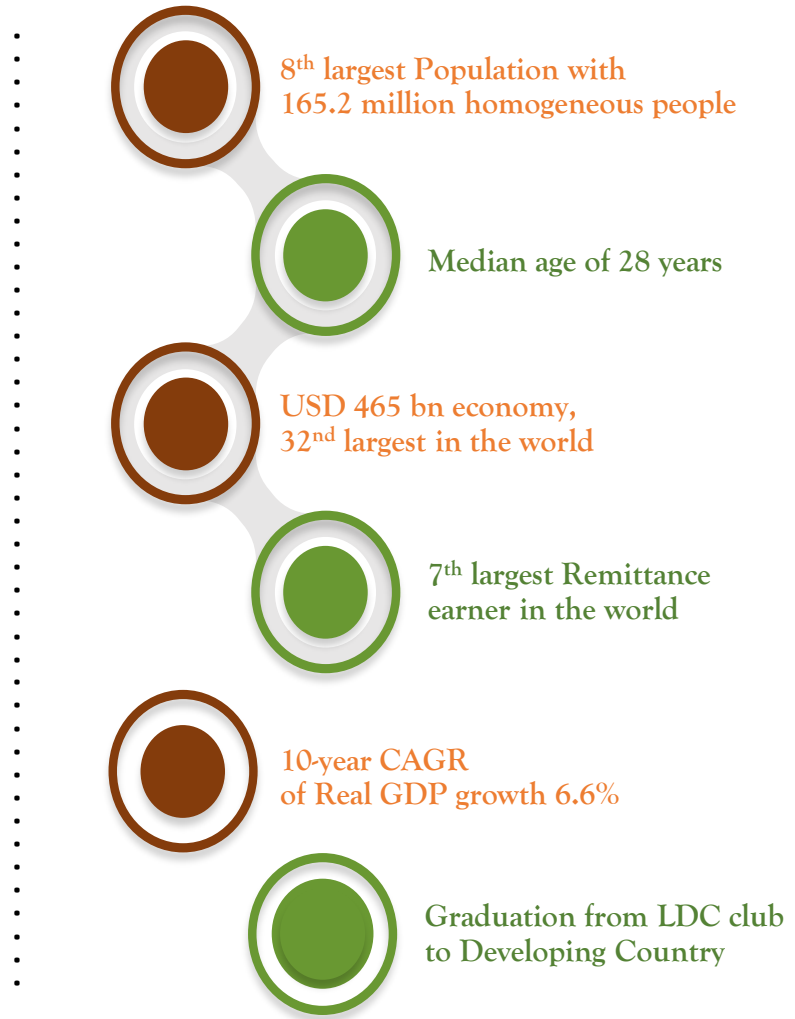 8th largest Population with
165.2 million homogeneous people
Median age of 28 years
USD 465 bn economy,
32nd largest in the world
7th largest Remittance
earner in the world
10-year CAGR
of Real GDP growth 6.6%
Graduation from LDC club
to Developing Country